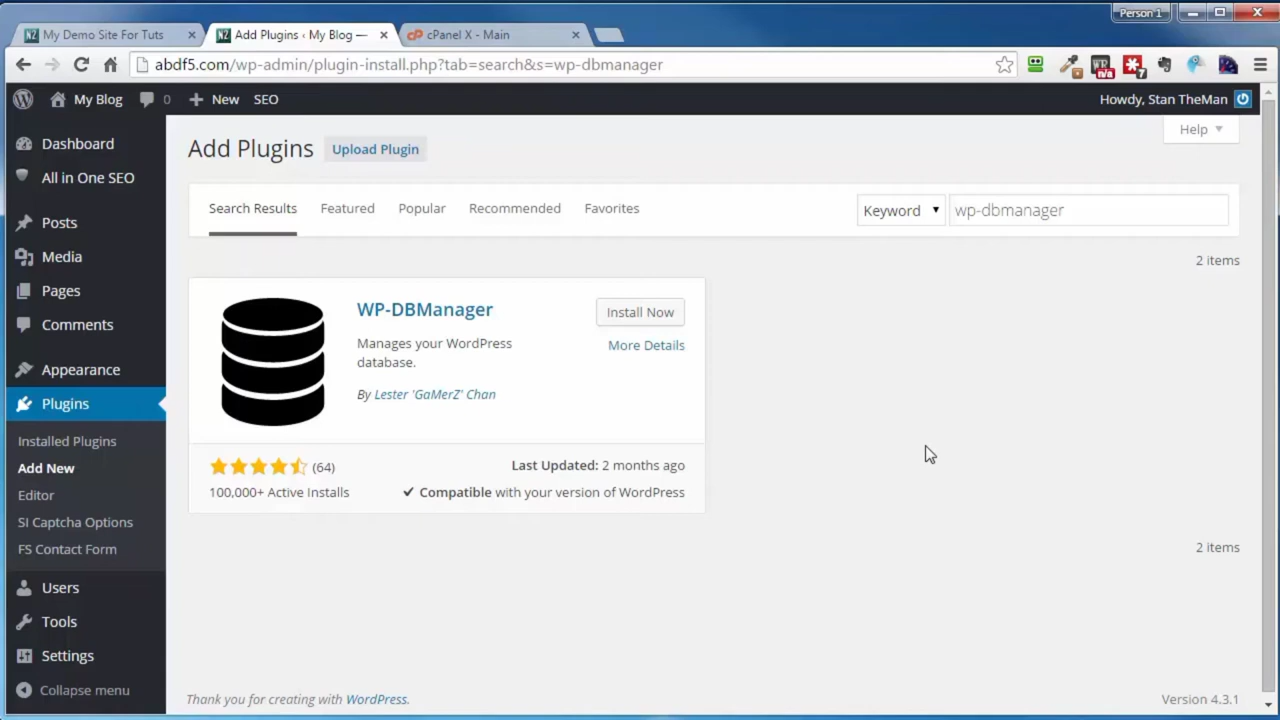 Person 1
My Demo Site For Tuts
Add Plugins ‹ My Blog —
cPanel X - Main
abdf5.com/wp-admin/plugin-install.php?tab=search&s=wp-dbmanager
My Blog 0 New SEO
Howdy, Stan TheMan
Help
Dashboard
All in One SEO
Posts
Media
Pages
Comments
Appearance
Plugins
Installed Plugins
Add New
Editor
SI Captcha Options
FS Contact Form
Users
Tools
Settings
Collapse menu
Add Plugins Upload Plugin
Search Results Featured Popular Recommended Favorites
Keyword wp-dbmanager
2 items
WP-DBManager
Install Now
More Details
Manages your WordPress
database.
By Lester 'GaMerZ' Chan
(64)
Last Updated: 2 months ago
100,000+ Active Installs
Compatible with your version of WordPress
2 items
Thank you for creating with WordPress.
Version 4.3.1